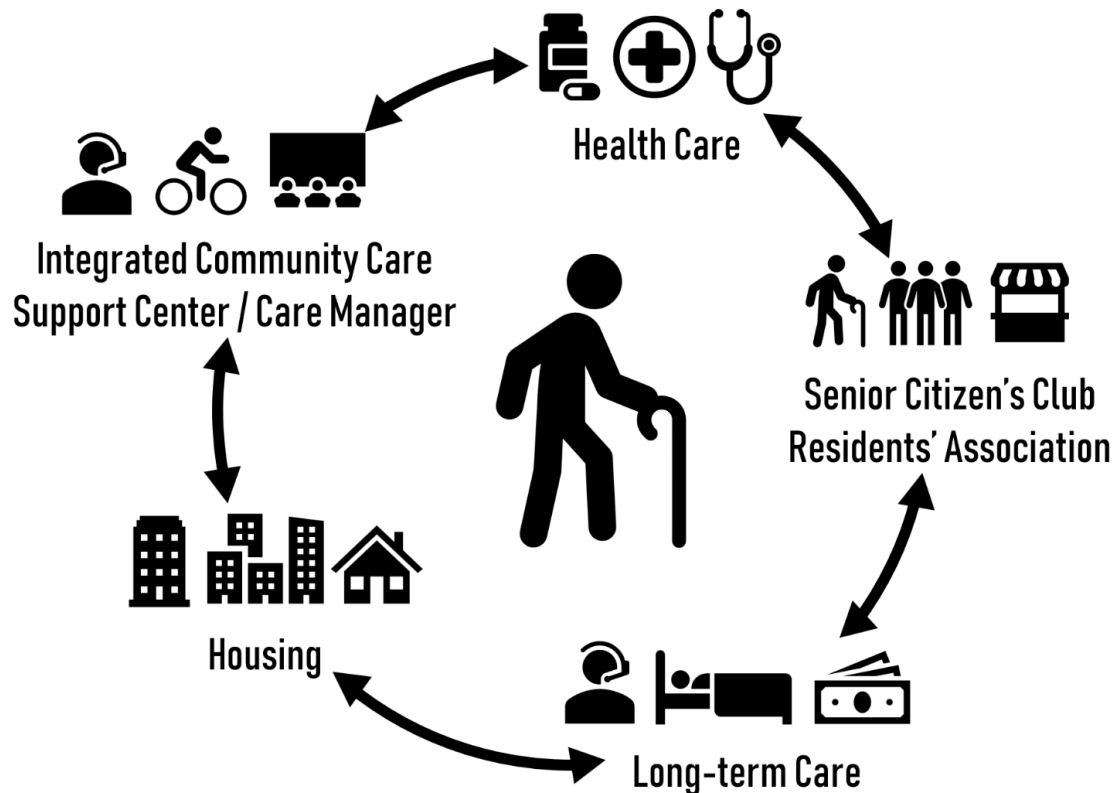 Health Care
Integrated Community Care
Support Center / Care Manager
Senior Citizen's Club
Residents' Association
Housing
Long-term Care